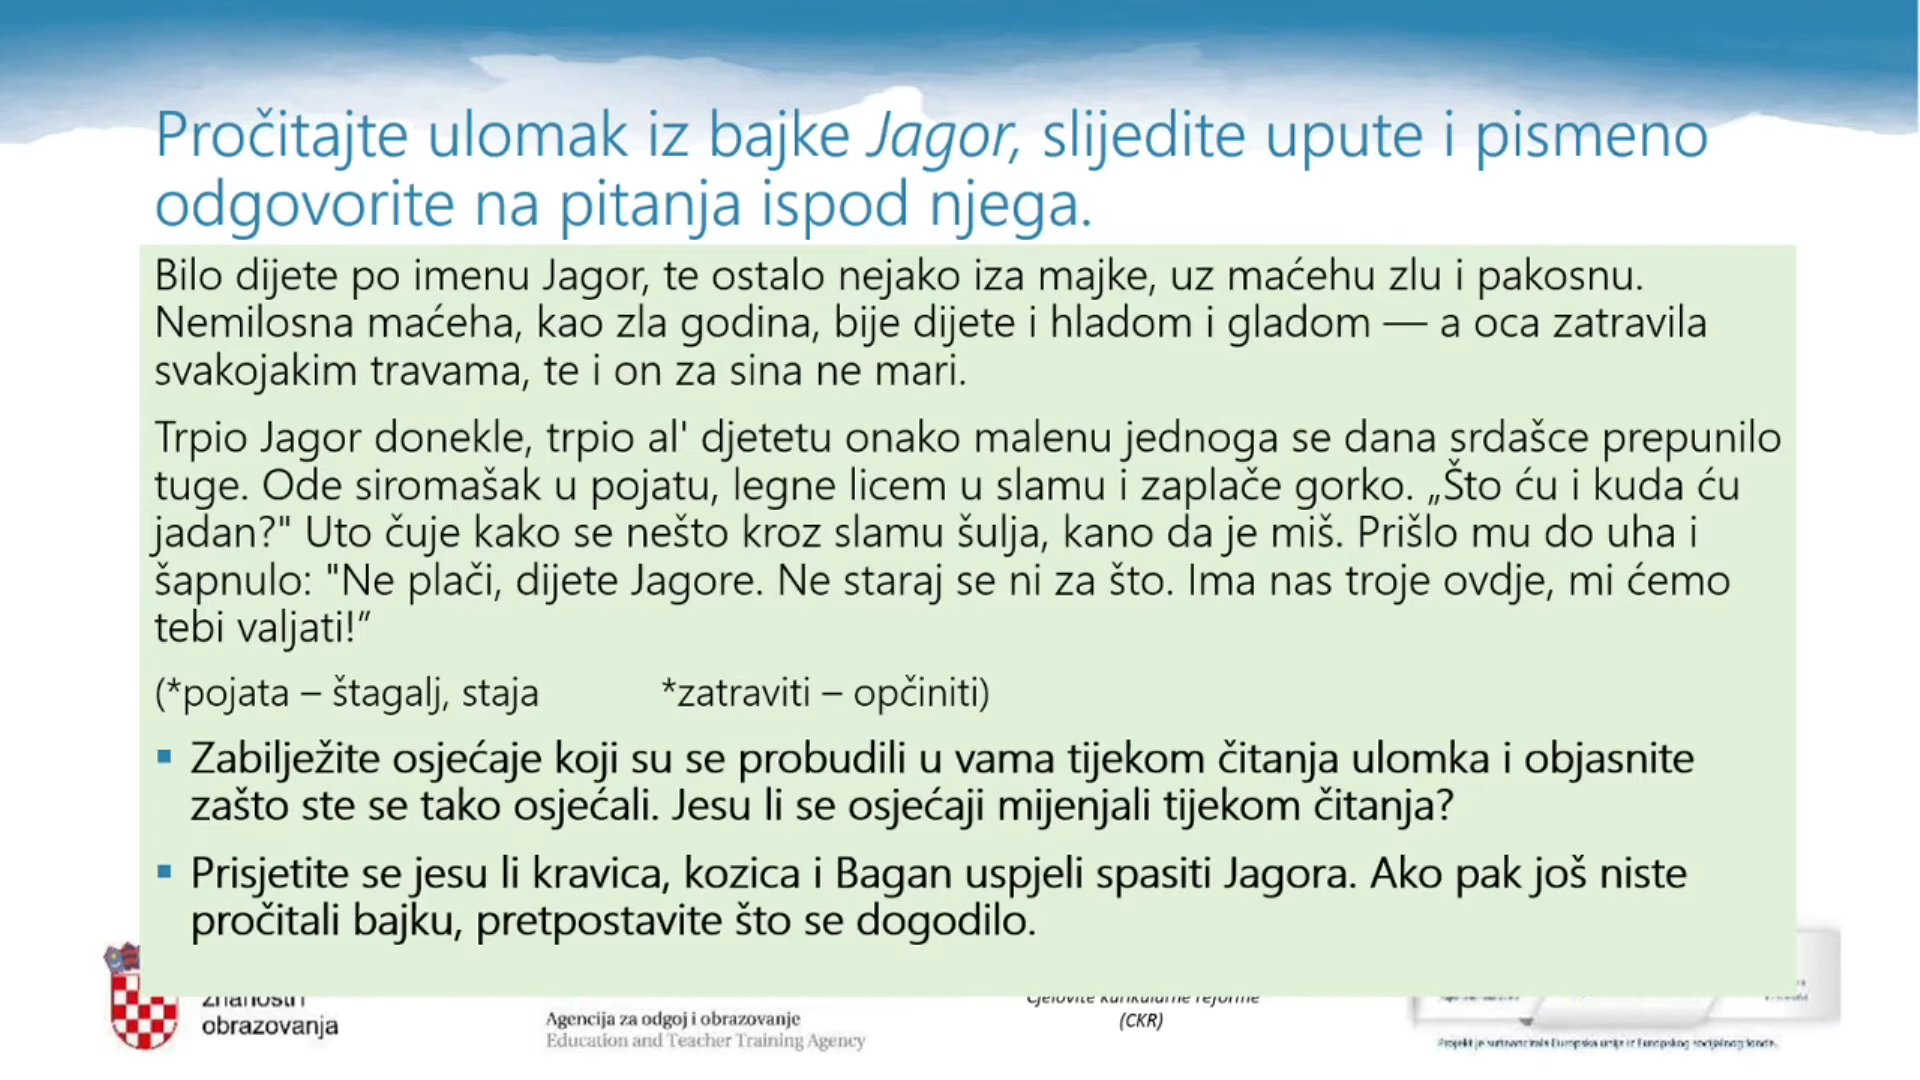 Pročitajte ulomak iz bajke Jagor, slijedite upute i pismeno
odgovorite na pitanja ispod njega.
Bilo dijete po imenu Jagor, te ostalo nejako iza majke, uz maćehu zlu i pakosnu.
Nemilosna maćeha, kao zla godina, bije dijete i hladom i gladom — a oca zatravila
svakojakim travama, te i on za sina ne mari.
Trpio Jagor donekle, trpio al' djetetu onako malenu jednoga se dana srdašce prepunilo
tuge. Ode siromašak u pojatu, legne licem u slamu i zaplače gorko. „Što ću i kuda ću
jadan?" Uto čuje kako se nešto kroz slamu šulja, kano da je miš. Prišlo mu do uha i
šapnulo: "Ne plači, dijete Jagore. Ne staraj se ni za što. Ima nas troje ovdje, mi ćemo
tebi valjati!”
(*pojata – štagalj, staja *zatraviti – opčiniti)
▪ Zabilježite osjećaje koji su se probudili u vama tijekom čitanja ulomka i objasnite
zašto ste se tako osjećali. Jesu li se osjećaji mijenjali tijekom čitanja?
▪ Prisjetite se jesu li kravica, kozica i Bagan uspjeli spasiti Jagora. Ako pak još niste
pročitali bajku, pretpostavite što se dogodilo.
znanosti i
obrazovanja
Agencija za odgoj i obrazovanje
Education and Teacher Training Agency
Cjelovite kurikularne reforme
(CKR)
Projekt je sufinancirala Europska unija iz Europskog socijalnog fonda.